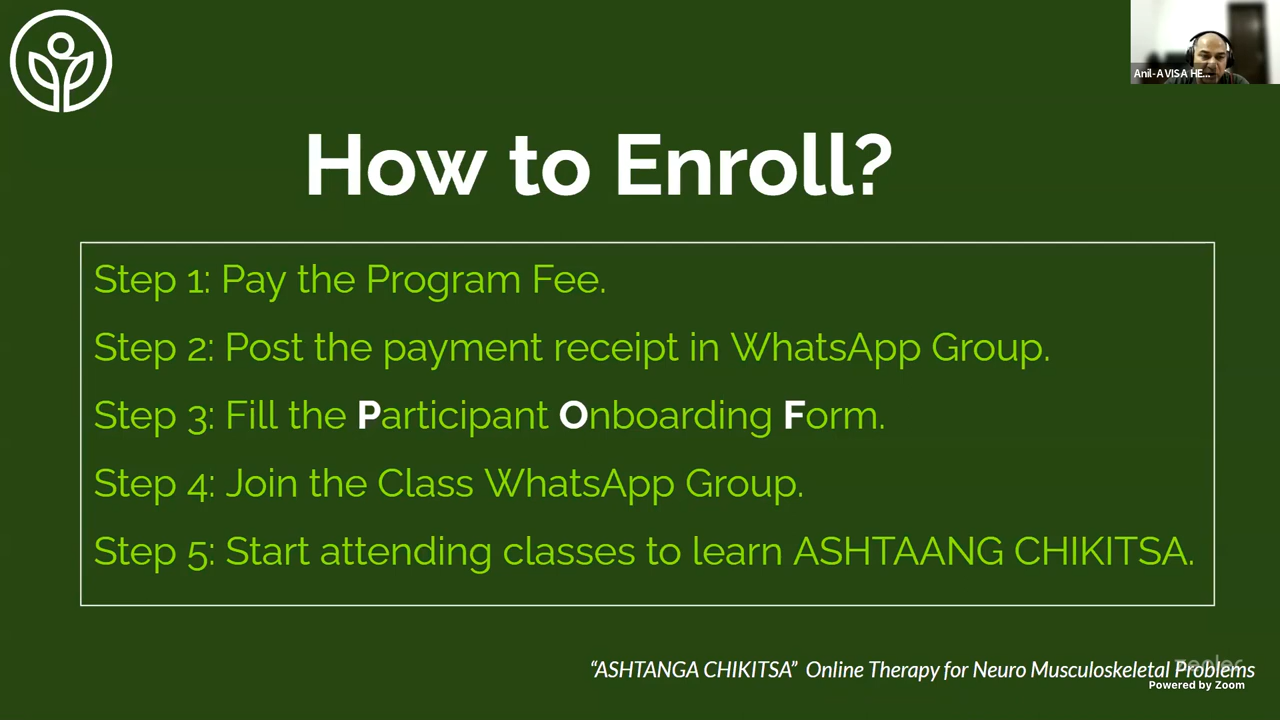 Anil-AVISA HE...
How to Enroll?
Step 1: Pay the Program Fee.
Step 2: Post the payment receipt in WhatsApp Group.
Step 3: Fill the Participant Onboarding Form.
Step 4: Join the Class WhatsApp Group.
Step 5: Start attending classes to learn ASHTAANG CHIKITSA.
“ASHTANGA CHIKITSA” Online Therapy for Neuro Musculoskeletal Problems
Powered by Zoom